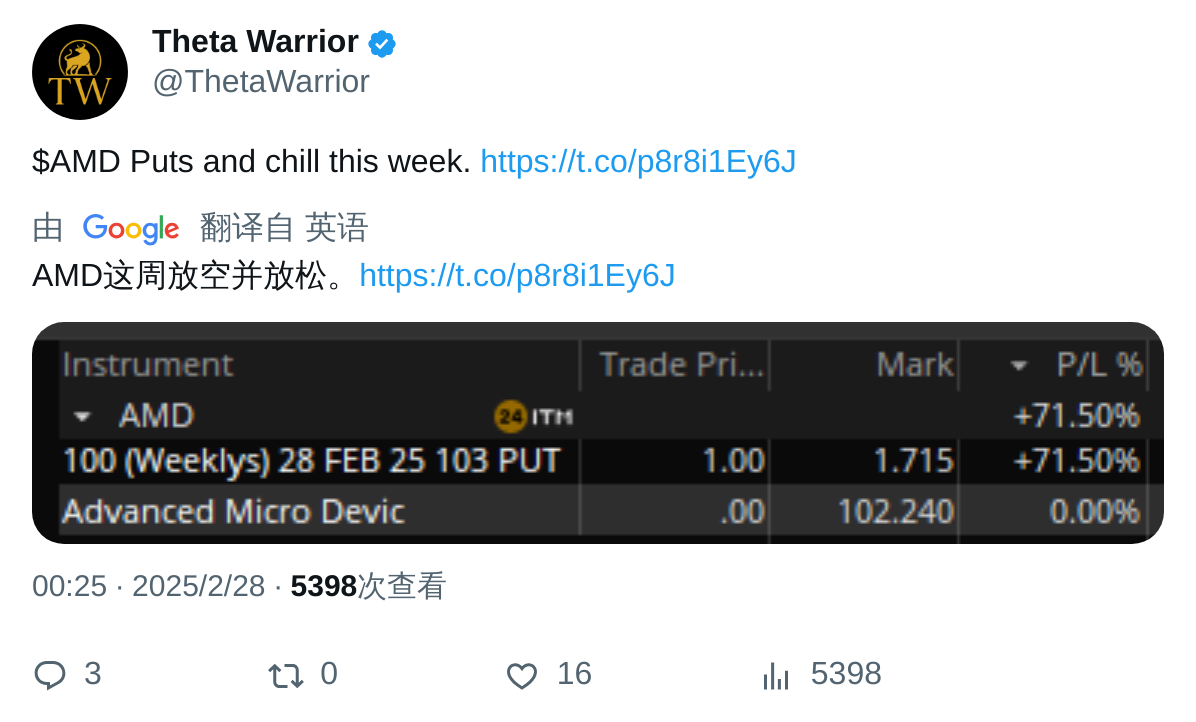 TW
Theta Warrior
@ThetaWarrior
$AMD Puts and chill this week. https://t.co/p8r8i1Ey6J
由 Google 翻译自 英语
AMD这周放空并放松。https://t.co/p8r8i1Ey6J
Instrument Trade Pri... Mark P/L %
AMD 24 ITM +71.50%
100 (Weeklys) 28 FEB 25 103 PUT 1.00 1.715 +71.50%
Advanced Micro Devic .00 102.240 0.00%
00:25 · 2025/2/28 · 5398次查看
3 0 16 5398